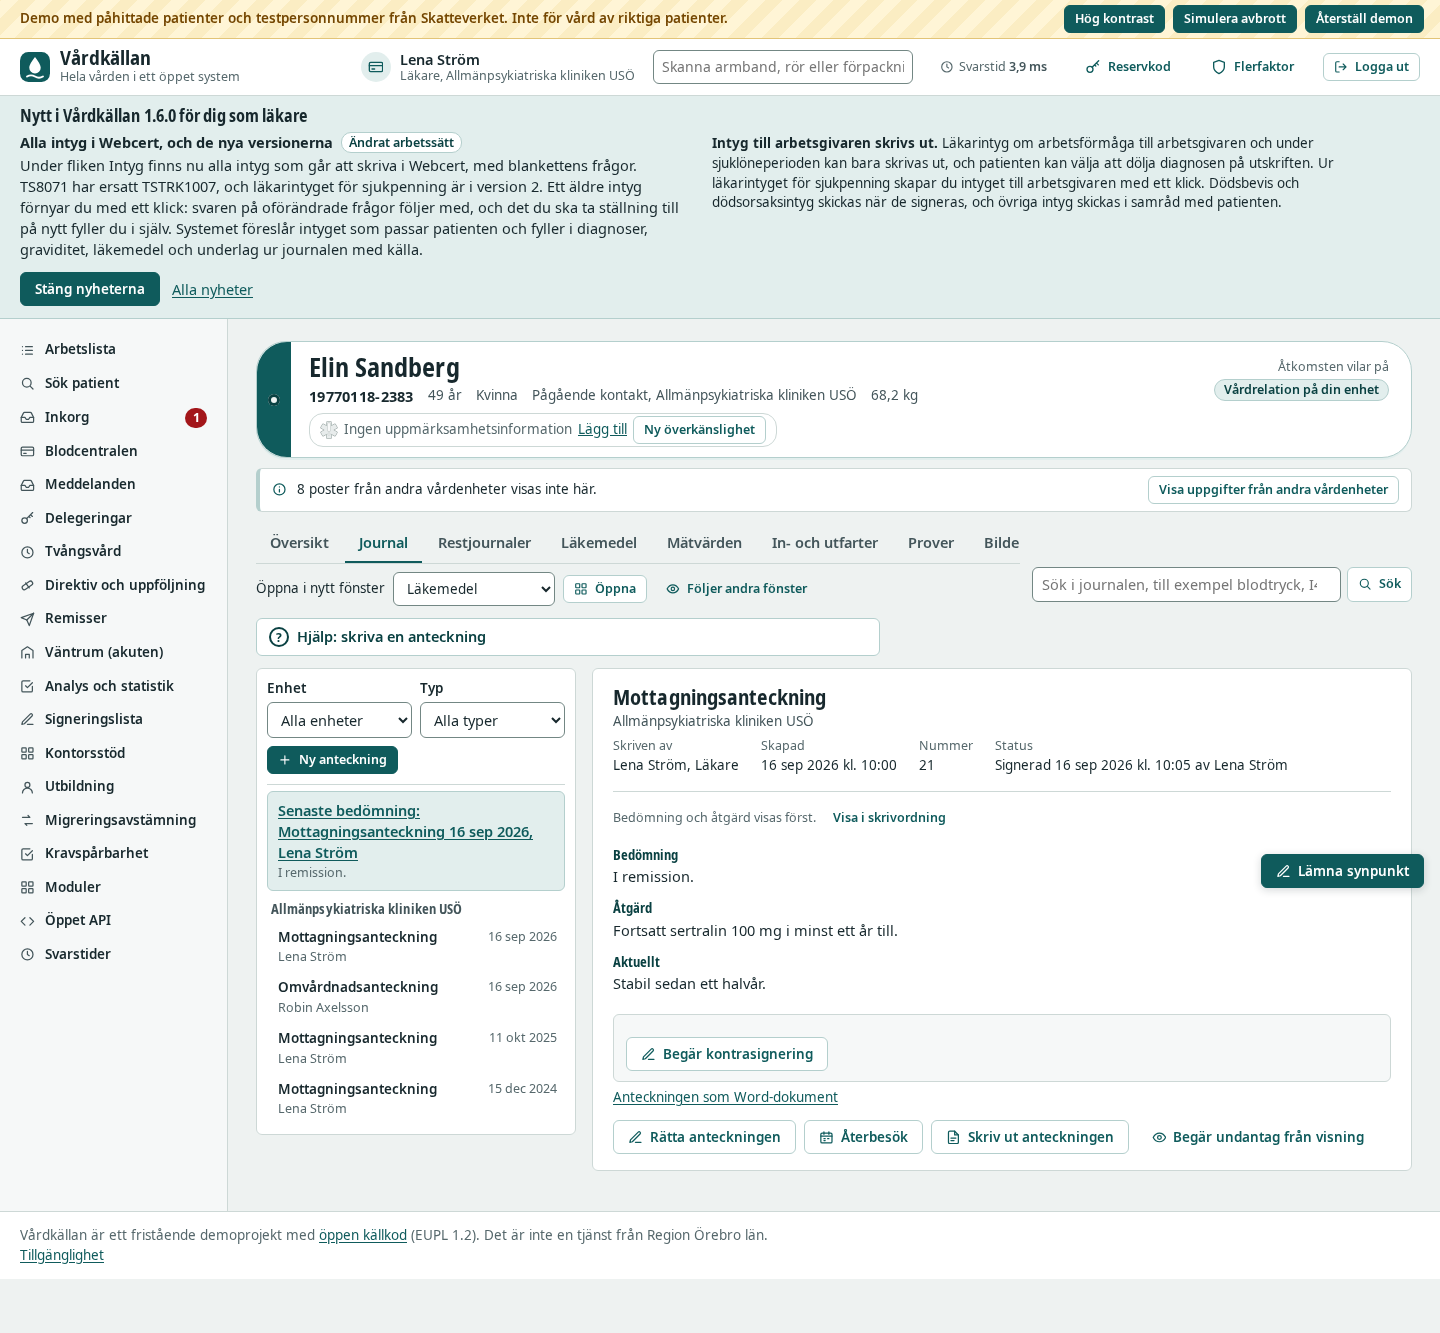 Demo med påhittade patienter och testpersonnummer från Skatteverket. Inte för vård av riktiga patienter.
Hög kontrast
Simulera avbrott
Återställ demon
Vårdkällan
Hela vården i ett öppet system
Lena Ström
Läkare, Allmänpsykiatriska kliniken USÖ
Skanna armband, rör eller förpackni
Svarstid 3,9 ms
Reservkod
Flerfaktor
Logga ut
Nytt i Vårdkällan 1.6.0 för dig som läkare
Alla intyg i Webcert, och de nya versionerna
Ändrat arbetssätt
Under fliken Intyg finns nu alla intyg som går att skriva i Webcert, med blankettens frågor.
TS8071 har ersatt TSTRK1007, och läkarintyget för sjukpenning är i version 2. Ett äldre intyg
förnyar du med ett klick: svaren på oförändrade frågor följer med, och det du ska ta ställning till
på nytt fyller du i själv. Systemet föreslår intyget som passar patienten och fyller i diagnoser,
graviditet, läkemedel och underlag ur journalen med källa.
Intyg till arbetsgivaren skrivs ut. Läkarintyg om arbetsförmåga till arbetsgivaren och under
sjuklöneperioden kan bara skrivas ut, och patienten kan välja att dölja diagnosen på utskriften. Ur
läkarintyget för sjukpenning skapar du intyget till arbetsgivaren med ett klick. Dödsbevis och
dödsorsaksintyg skickas när de signeras, och övriga intyg skickas i samråd med patienten.
Stäng nyheterna
Alla nyheter
Arbetslista
Sök patient
Inkorg
1
Blodcentralen
Meddelanden
Delegeringar
Tvångsvård
Direktiv och uppföljning
Remisser
Väntrum (akuten)
Analys och statistik
Signeringslista
Kontorsstöd
Utbildning
Migreringsavstämning
Kravspårbarhet
Moduler
Öppet API
Svarstider
Elin Sandberg
19770118-2383
49 år
Kvinna
Pågående kontakt, Allmänpsykiatriska kliniken USÖ
68,2 kg
Ingen uppmärksamhetsinformation
Lägg till
Ny överkänslighet
Åtkomsten vilar på
Vårdrelation på din enhet
8 poster från andra vårdenheter visas inte här.
Visa uppgifter från andra vårdenheter
Översikt
Journal
Restjournaler
Läkemedel
Mätvärden
In- och utfarter
Prover
Bilde
Öppna i nytt fönster
Läkemedel
Öppna
Följer andra fönster
Sök i journalen, till exempel blodtryck, I4
Sök
? Hjälp: skriva en anteckning
Enhet
Typ
Alla enheter
Alla typer
Ny anteckning
Senaste bedömning:
Mottagningsanteckning 16 sep 2026,
Lena Ström
I remission.
Allmänpsykiatriska kliniken USÖ
Mottagningsanteckning
16 sep 2026
Lena Ström
Omvårdnadsanteckning
16 sep 2026
Robin Axelsson
Mottagningsanteckning
11 okt 2025
Lena Ström
Mottagningsanteckning
15 dec 2024
Lena Ström
Mottagningsanteckning
Allmänpsykiatriska kliniken USÖ
Skriven av
Lena Ström, Läkare
Skapad
16 sep 2026 kl. 10:00
Nummer
21
Status
Signerad 16 sep 2026 kl. 10:05 av Lena Ström
Bedömning och åtgärd visas först.
Visa i skrivordning
Bedömning
I remission.
Åtgärd
Fortsatt sertralin 100 mg i minst ett år till.
Aktuellt
Stabil sedan ett halvår.
Begär kontrasignering
Anteckningen som Word-dokument
Rätta anteckningen
Återbesök
Skriv ut anteckningen
Begär undantag från visning
Lämna synpunkt
Vårdkällan är ett fristående demoprojekt med öppen källkod (EUPL 1.2). Det är inte en tjänst från Region Örebro län.
Tillgänglighet